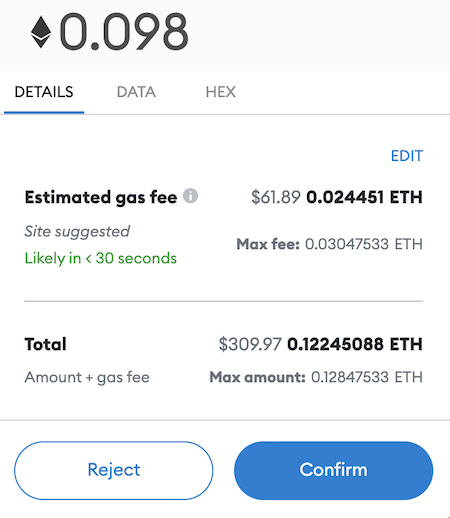 0.098
DETAILS DATA HEX
EDIT
Estimated gas fee $61.89 0.024451 ETH
Site suggested Max fee: 0.03047533 ETH
Likely in < 30 seconds
Total $309.97 0.12245088 ETH
Amount + gas fee Max amount: 0.12847533 ETH
Reject Confirm